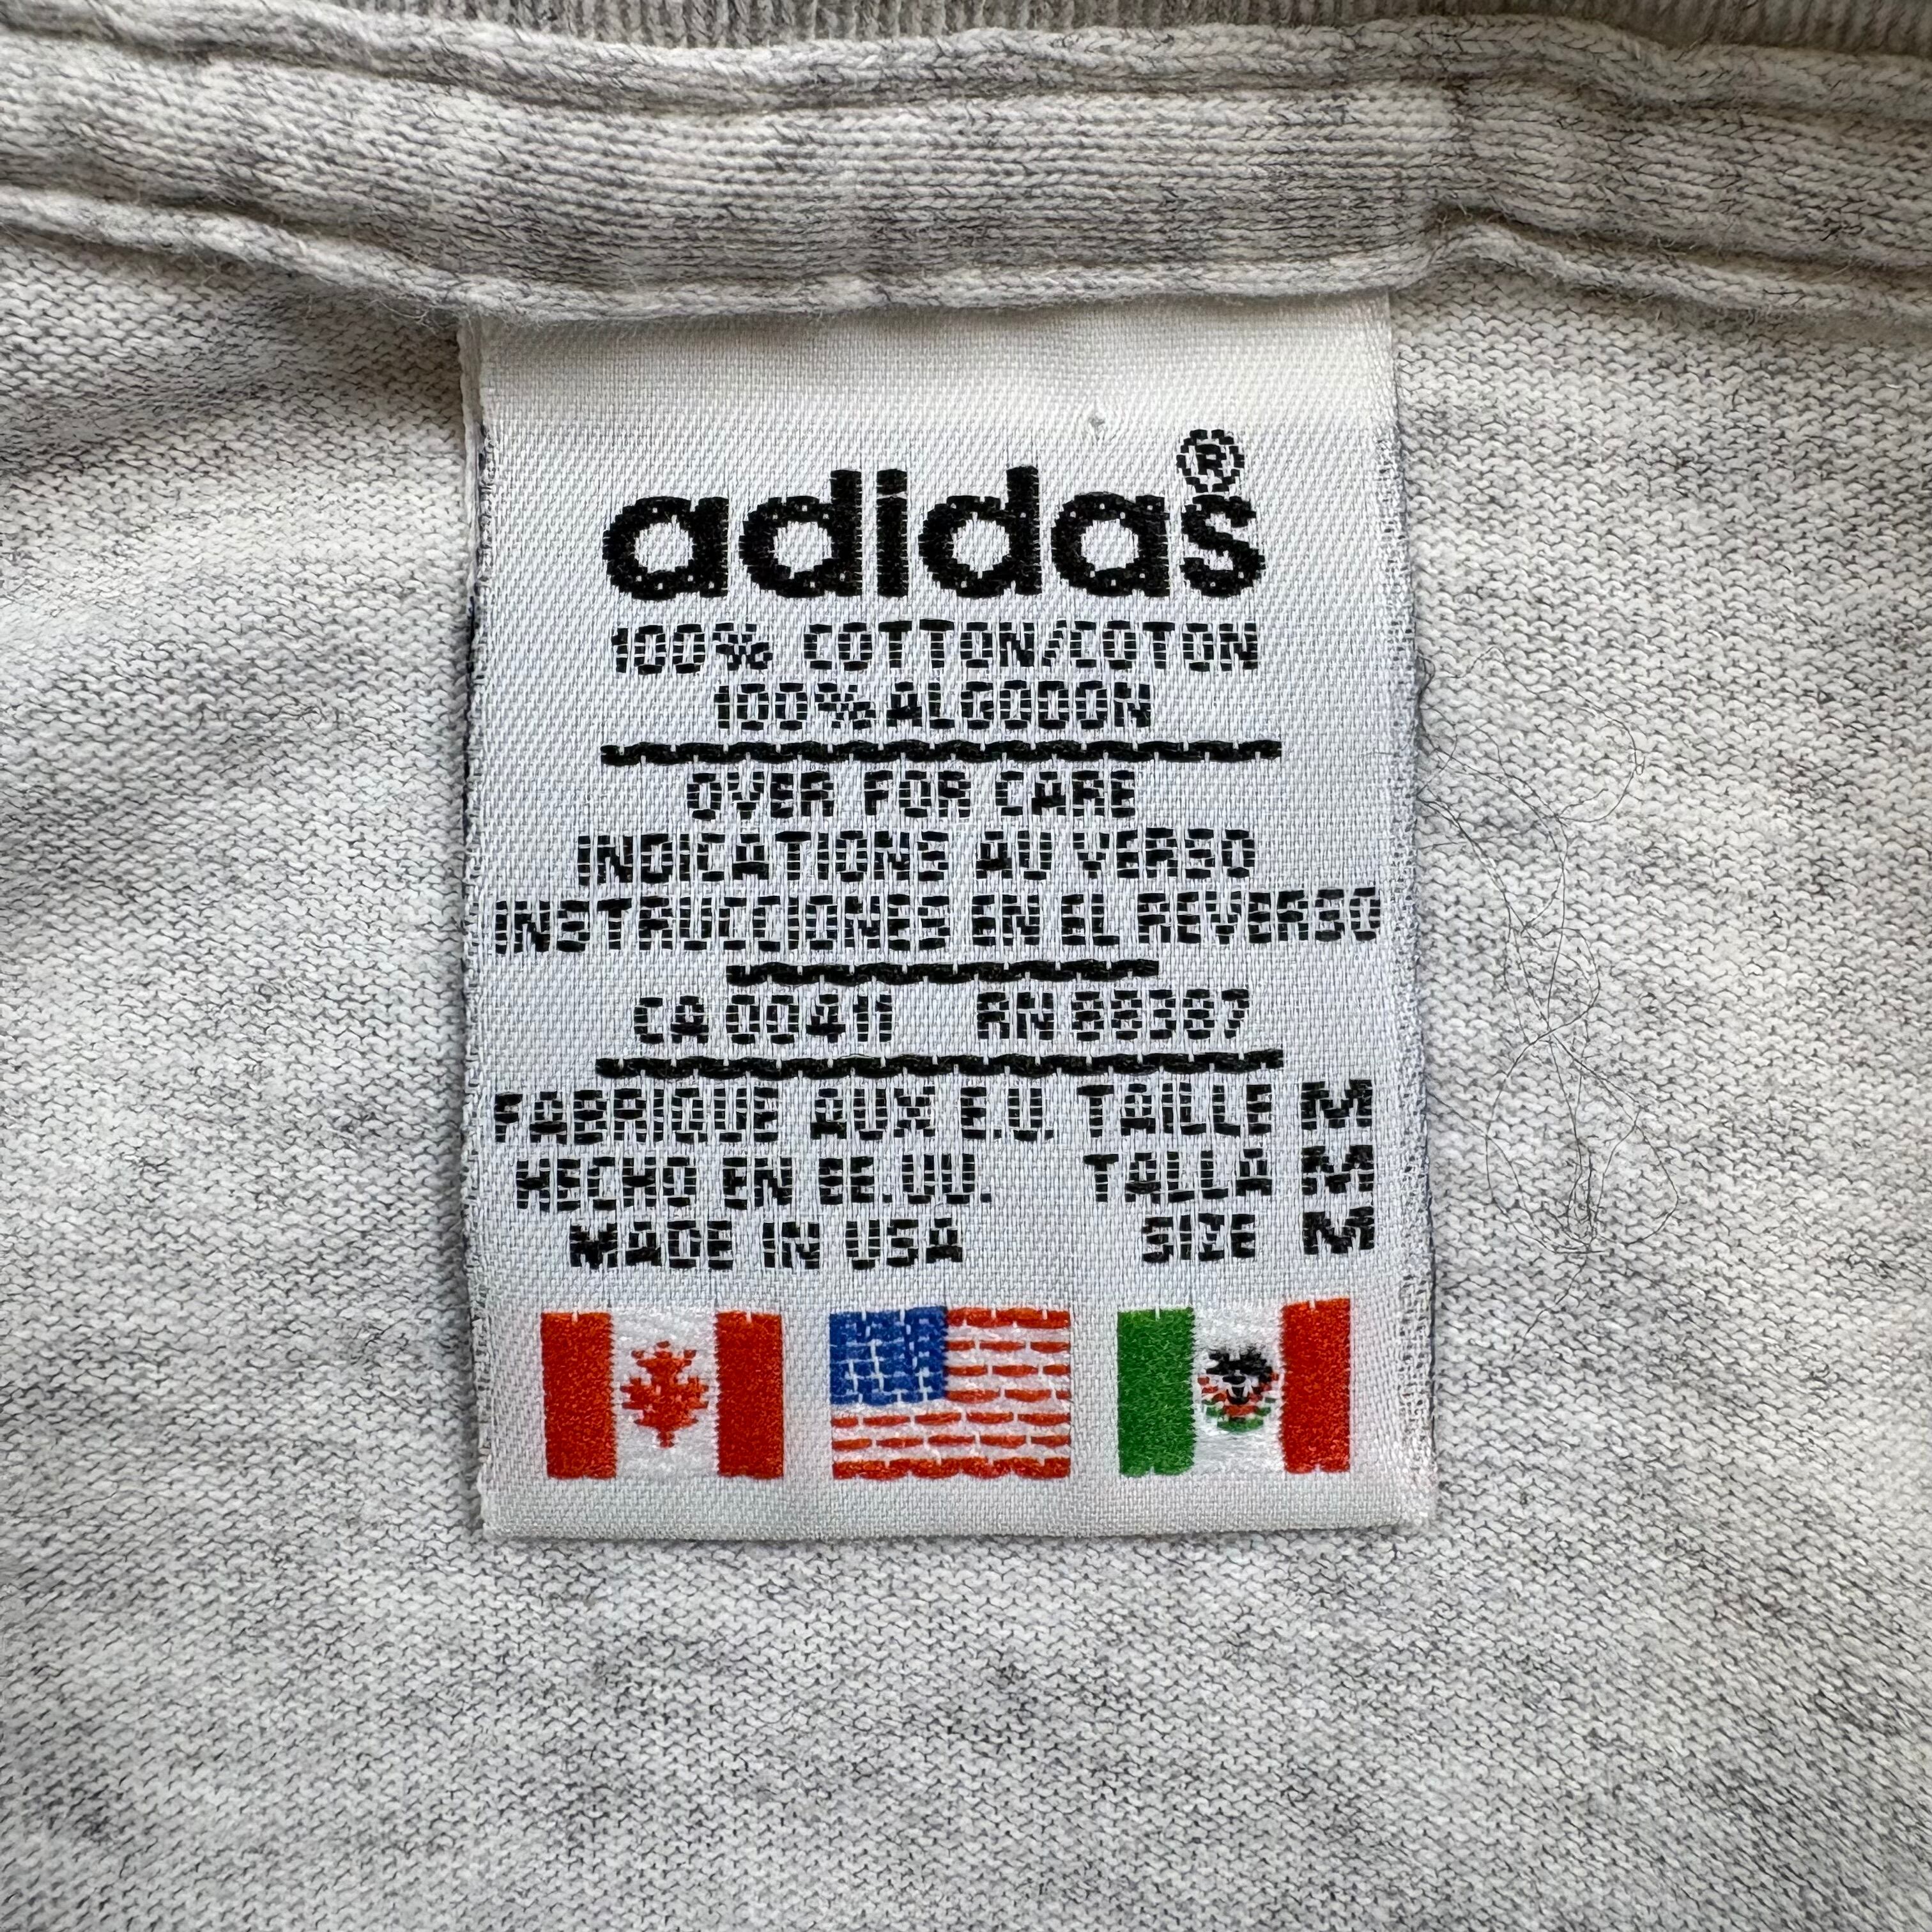 adidas®
100% COTTON/COTON
100% ALGODON
OVER FOR CARE
INDICATIONS AU VERSO
INSTRUCCIONES EN EL REVERSO
CA 00411 RN 88387
FABRIQUE AUX E.U. TAILLE M
HECHO EN EE.UU. TALLA M
MADE IN USA SIZE M